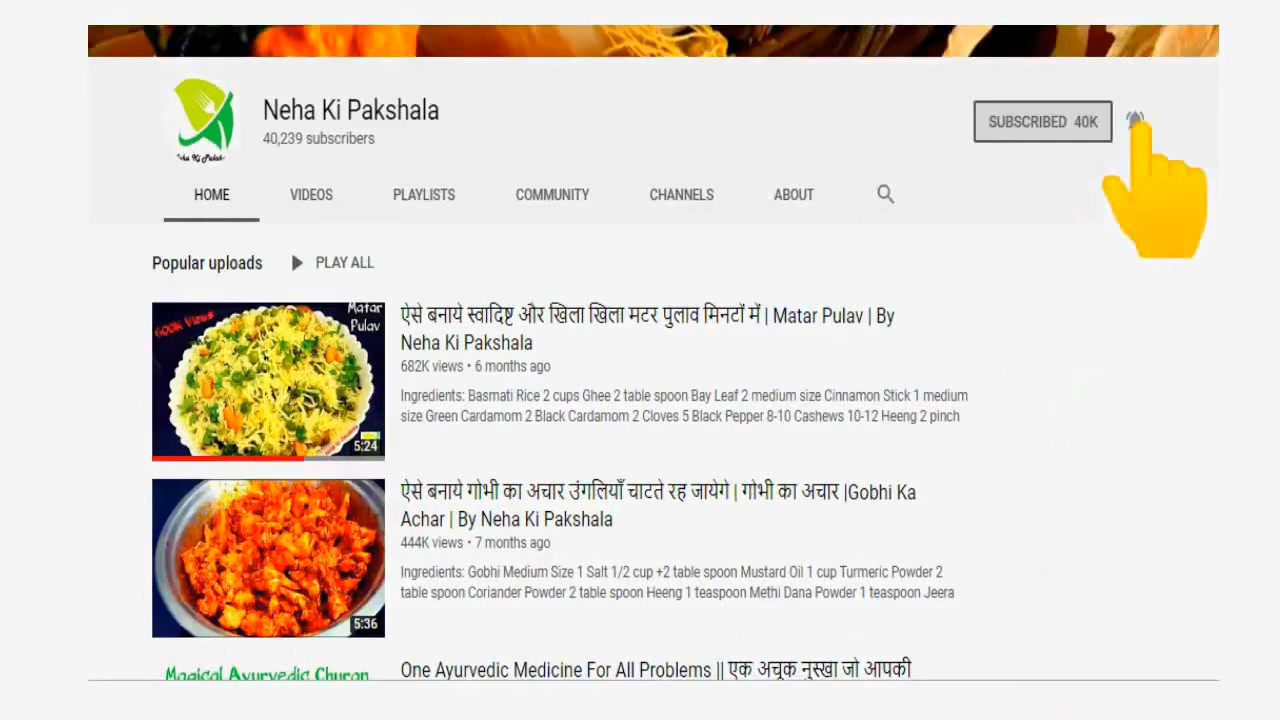 Neha Ki Pakshala
40,239 subscribers
SUBSCRIBED 40K
HOME VIDEOS PLAYLISTS COMMUNITY CHANNELS ABOUT
Popular uploads PLAY ALL
Matar
Pulav
600K Views
5:24
ऐसे बनाये स्वादिष्ट और खिला खिला मटर पुलाव मिनटों में | Matar Pulav | By
Neha Ki Pakshala
682K views • 6 months ago
Ingredients: Basmati Rice 2 cups Ghee 2 table spoon Bay Leaf 2 medium size Cinnamon Stick 1 medium
size Green Cardamom 2 Black Cardamom 2 Cloves 5 Black Pepper 8-10 Cashews 10-12 Heeng 2 pinch
5:36
ऐसे बनाये गोभी का अचार उंगलियाँ चाटते रह जायेगे | गोभी का अचार |Gobhi Ka
Achar | By Neha Ki Pakshala
444K views • 7 months ago
Ingredients: Gobhi Medium Size 1 Salt 1/2 cup +2 table spoon Mustard Oil 1 cup Turmeric Powder 2
table spoon Coriander Powder 2 table spoon Heeng 1 teaspoon Methi Dana Powder 1 teaspoon Jeera
Magical Ayurvedic Churan
One Ayurvedic Medicine For All Problems || एक अचूक नुस्खा जो आपकी